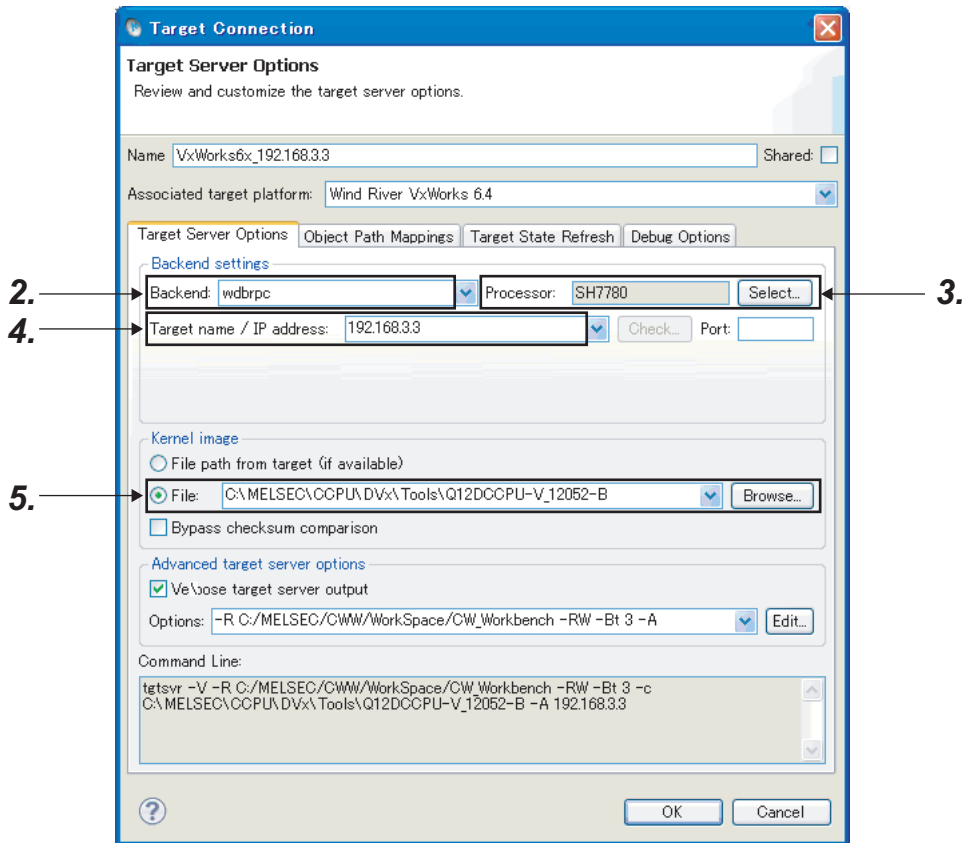 Target Connection
Target Server Options
Review and customize the target server options.
Name VxWorks6x_192.168.3.3 Shared:
Associated target platform: Wind River VxWorks 6.4
Target Server Options Object Path Mappings Target State Refresh Debug Options
Backend settings
2. Backend: wdbrpc Processor: SH7780 Select... 3.
4. Target name / IP address: 192.168.3.3 Check... Port:
Kernel image
File path from target (if available)
5. File: C:\MELSEC\CCPU\DVx\Tools\Q12DCCPU-V_12052-B Browse...
Bypass checksum comparison
Advanced target server options
target server output
Options: -R C:/MELSEC/CWW/WorkSpace/CW_Workbench -RW -Bt 3 -A Edit...
Command Line:
tgtsvr -V -R C:/MELSEC/CWW/WorkSpace/CW_Workbench -RW -Bt 3 -c
C:\MELSEC\CCPU\DVx\Tools\Q12DCCPU-V_12052-B -A 192.168.3.3
? OK Cancel